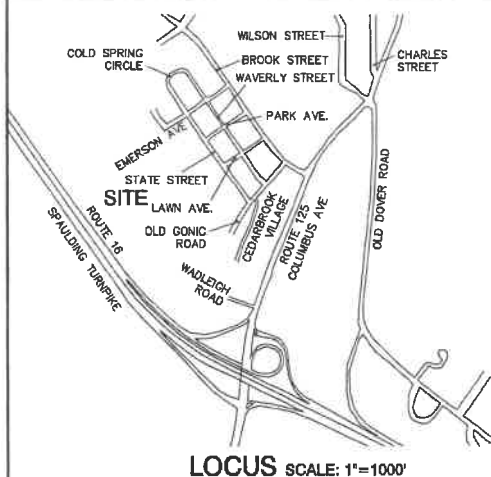 WILSON STREET
COLD SPRING
CIRCLE
BROOK STREET
WAVERLY STREET
CHARLES
STREET
PARK AVE.
EMERSON AVE
STATE STREET
SITE
LAWN AVE.
OLD GONIC
ROAD
CEDARBROOK
VILLAGE
ROUTE 125
COLUMBUS AVE
OLD DOVER ROAD
ROUTE 16
SPAULDING TURNPIKE
WADLEIGH
ROAD
LOCUS SCALE: 1"=1000'